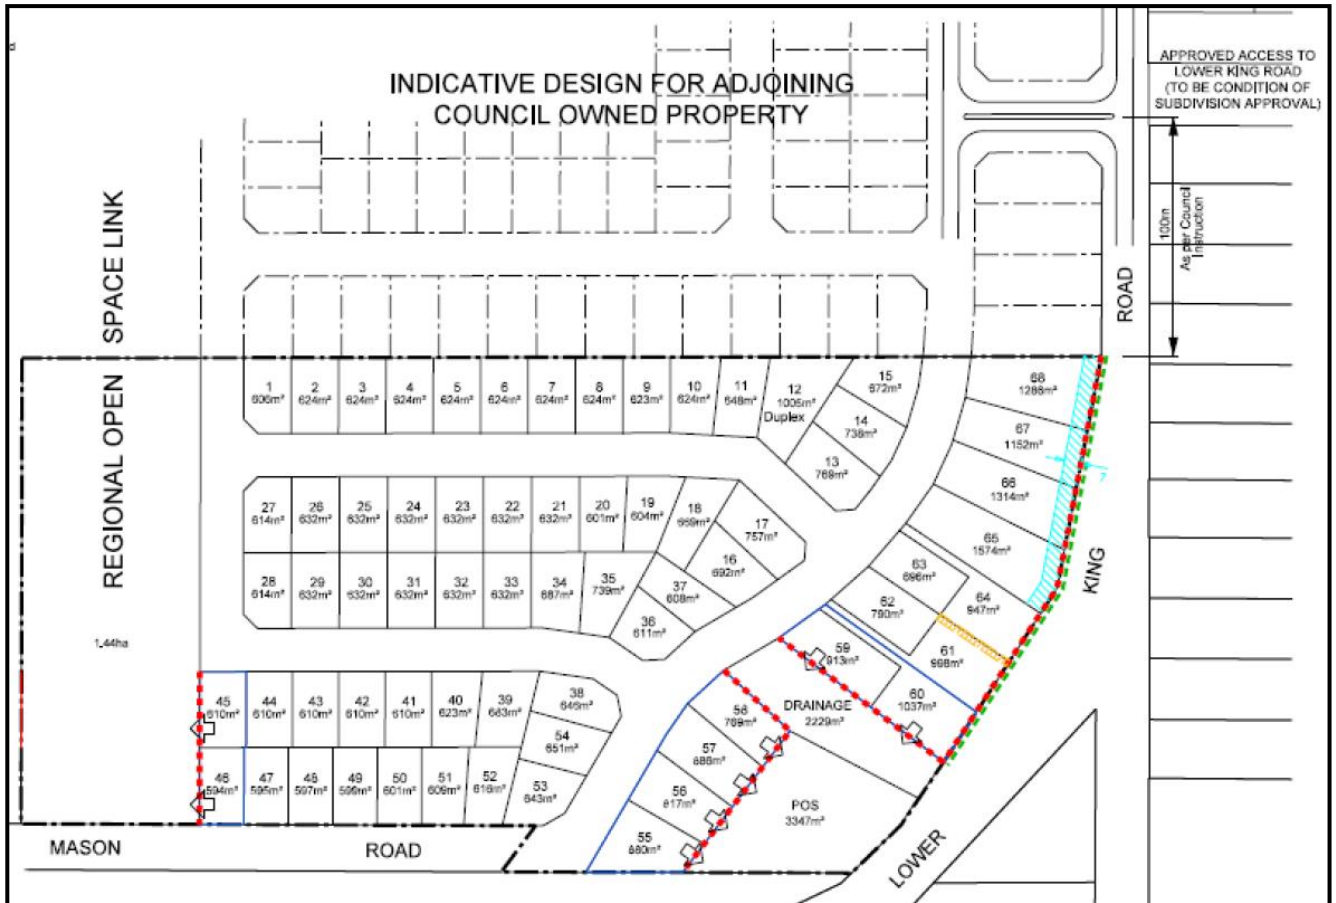 INDICATIVE DESIGN FOR ADJOINING
COUNCIL OWNED PROPERTY
APPROVED ACCESS TO
LOWER KING ROAD
(TO BE CONDITION OF
SUBDIVISION APPROVAL)
100m
As per Council
Instruction
REGIONAL OPEN SPACE LINK
1.44ha
ROAD
KING
LOWER
MASON ROAD
1
606m²
2
624m²
3
624m²
4
624m²
5
624m²
6
624m²
7
624m²
8
624m²
9
623m²
10
624m²
11
648m²
12
1005m²
Duplex
15
672m²
14
738m²
13
769m²
68
1286m²
67
1152m²
66
1314m²
65
1574m²
27
614m²
26
632m²
25
632m²
24
632m²
23
632m²
22
632m²
21
632m²
20
601m²
19
604m²
18
669m²
17
757m²
16
692m²
28
614m²
29
632m²
30
632m²
31
632m²
32
632m²
33
632m²
34
687m²
35
739m²
37
608m²
36
611m²
63
696m²
64
947m²
62
790m²
61
998m²
59
913m²
60
1037m²
45
610m²
44
610m²
43
610m²
42
610m²
41
610m²
40
623m²
39
683m²
38
646m²
54
651m²
53
643m²
46
594m²
47
595m²
48
597m²
49
599m²
50
601m²
51
609m²
52
616m²
58
769m²
57
886m²
56
817m²
55
880m²
DRAINAGE
2229m²
POS
3347m²